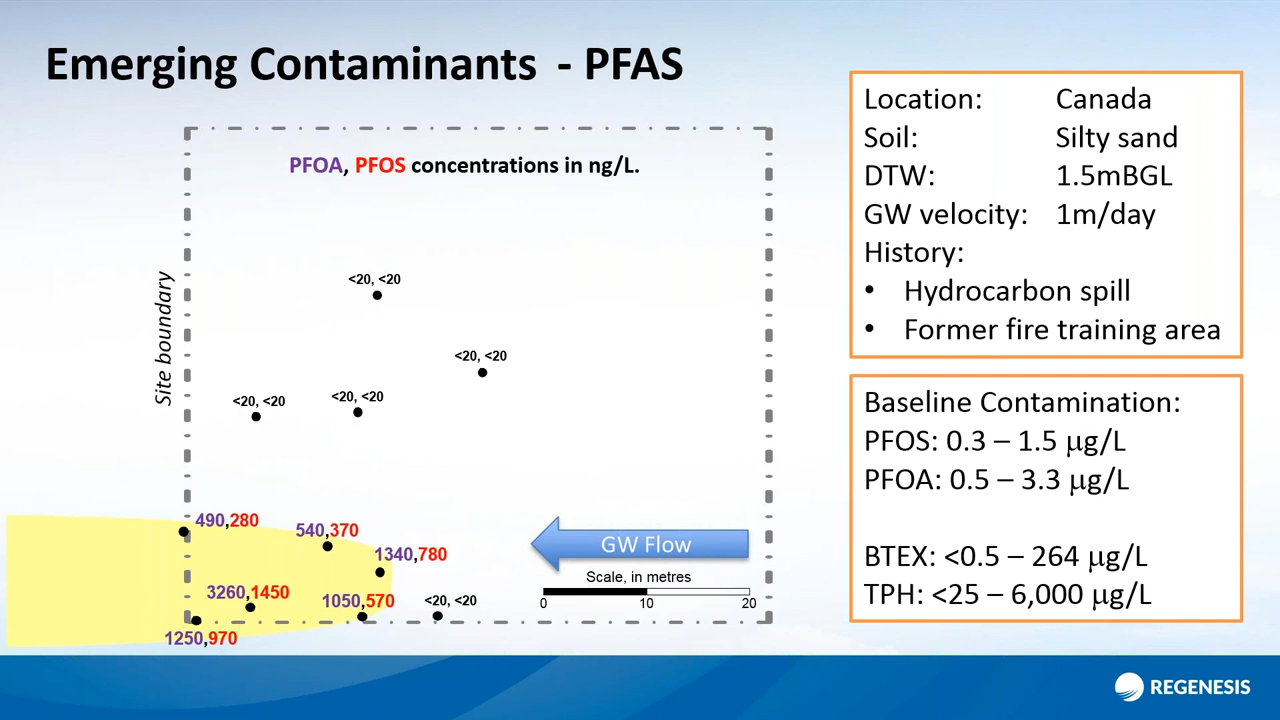 Emerging Contaminants - PFAS
PFOA, PFOS concentrations in ng/L.
Site boundary
<20, <20
<20, <20
<20, <20
<20, <20
490,280
540,370
1340,780
3260,1450
1050,570
<20, <20
1250,970
GW Flow
Scale, in metres
0 10 20
Location: Canada
Soil: Silty sand
DTW: 1.5mBGL
GW velocity: 1m/day
History:
• Hydrocarbon spill
• Former fire training area
Baseline Contamination:
PFOS: 0.3 – 1.5 µg/L
PFOA: 0.5 – 3.3 µg/L
BTEX: <0.5 – 264 µg/L
TPH: <25 – 6,000 µg/L
REGENESIS